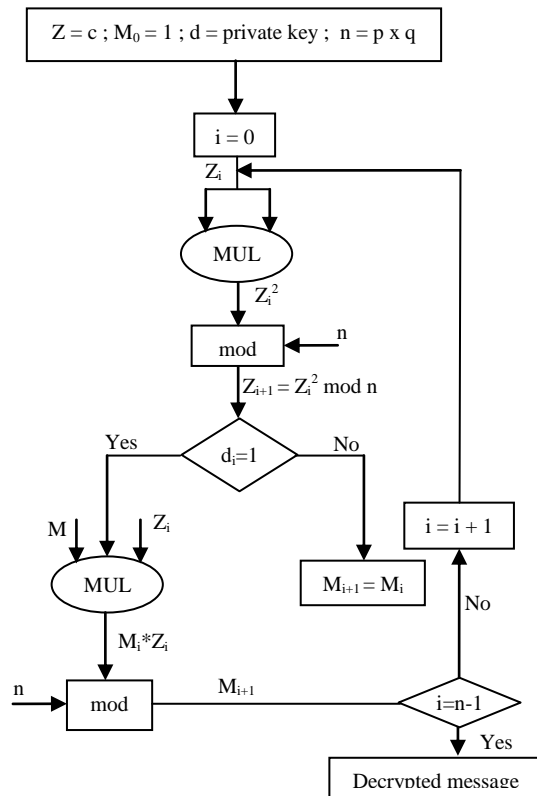 Z = c ; M₀ = 1 ; d = private key ; n = p x q
i = 0
Zᵢ
MUL
Zᵢ²
mod
n
Zᵢ₊₁ = Zᵢ² mod n
Yes
dᵢ=1
No
M
Zᵢ
i = i + 1
MUL
Mᵢ₊₁ = Mᵢ
No
Mᵢ*Zᵢ
n
mod
Mᵢ₊₁
i=n-1
Yes
Decrypted message